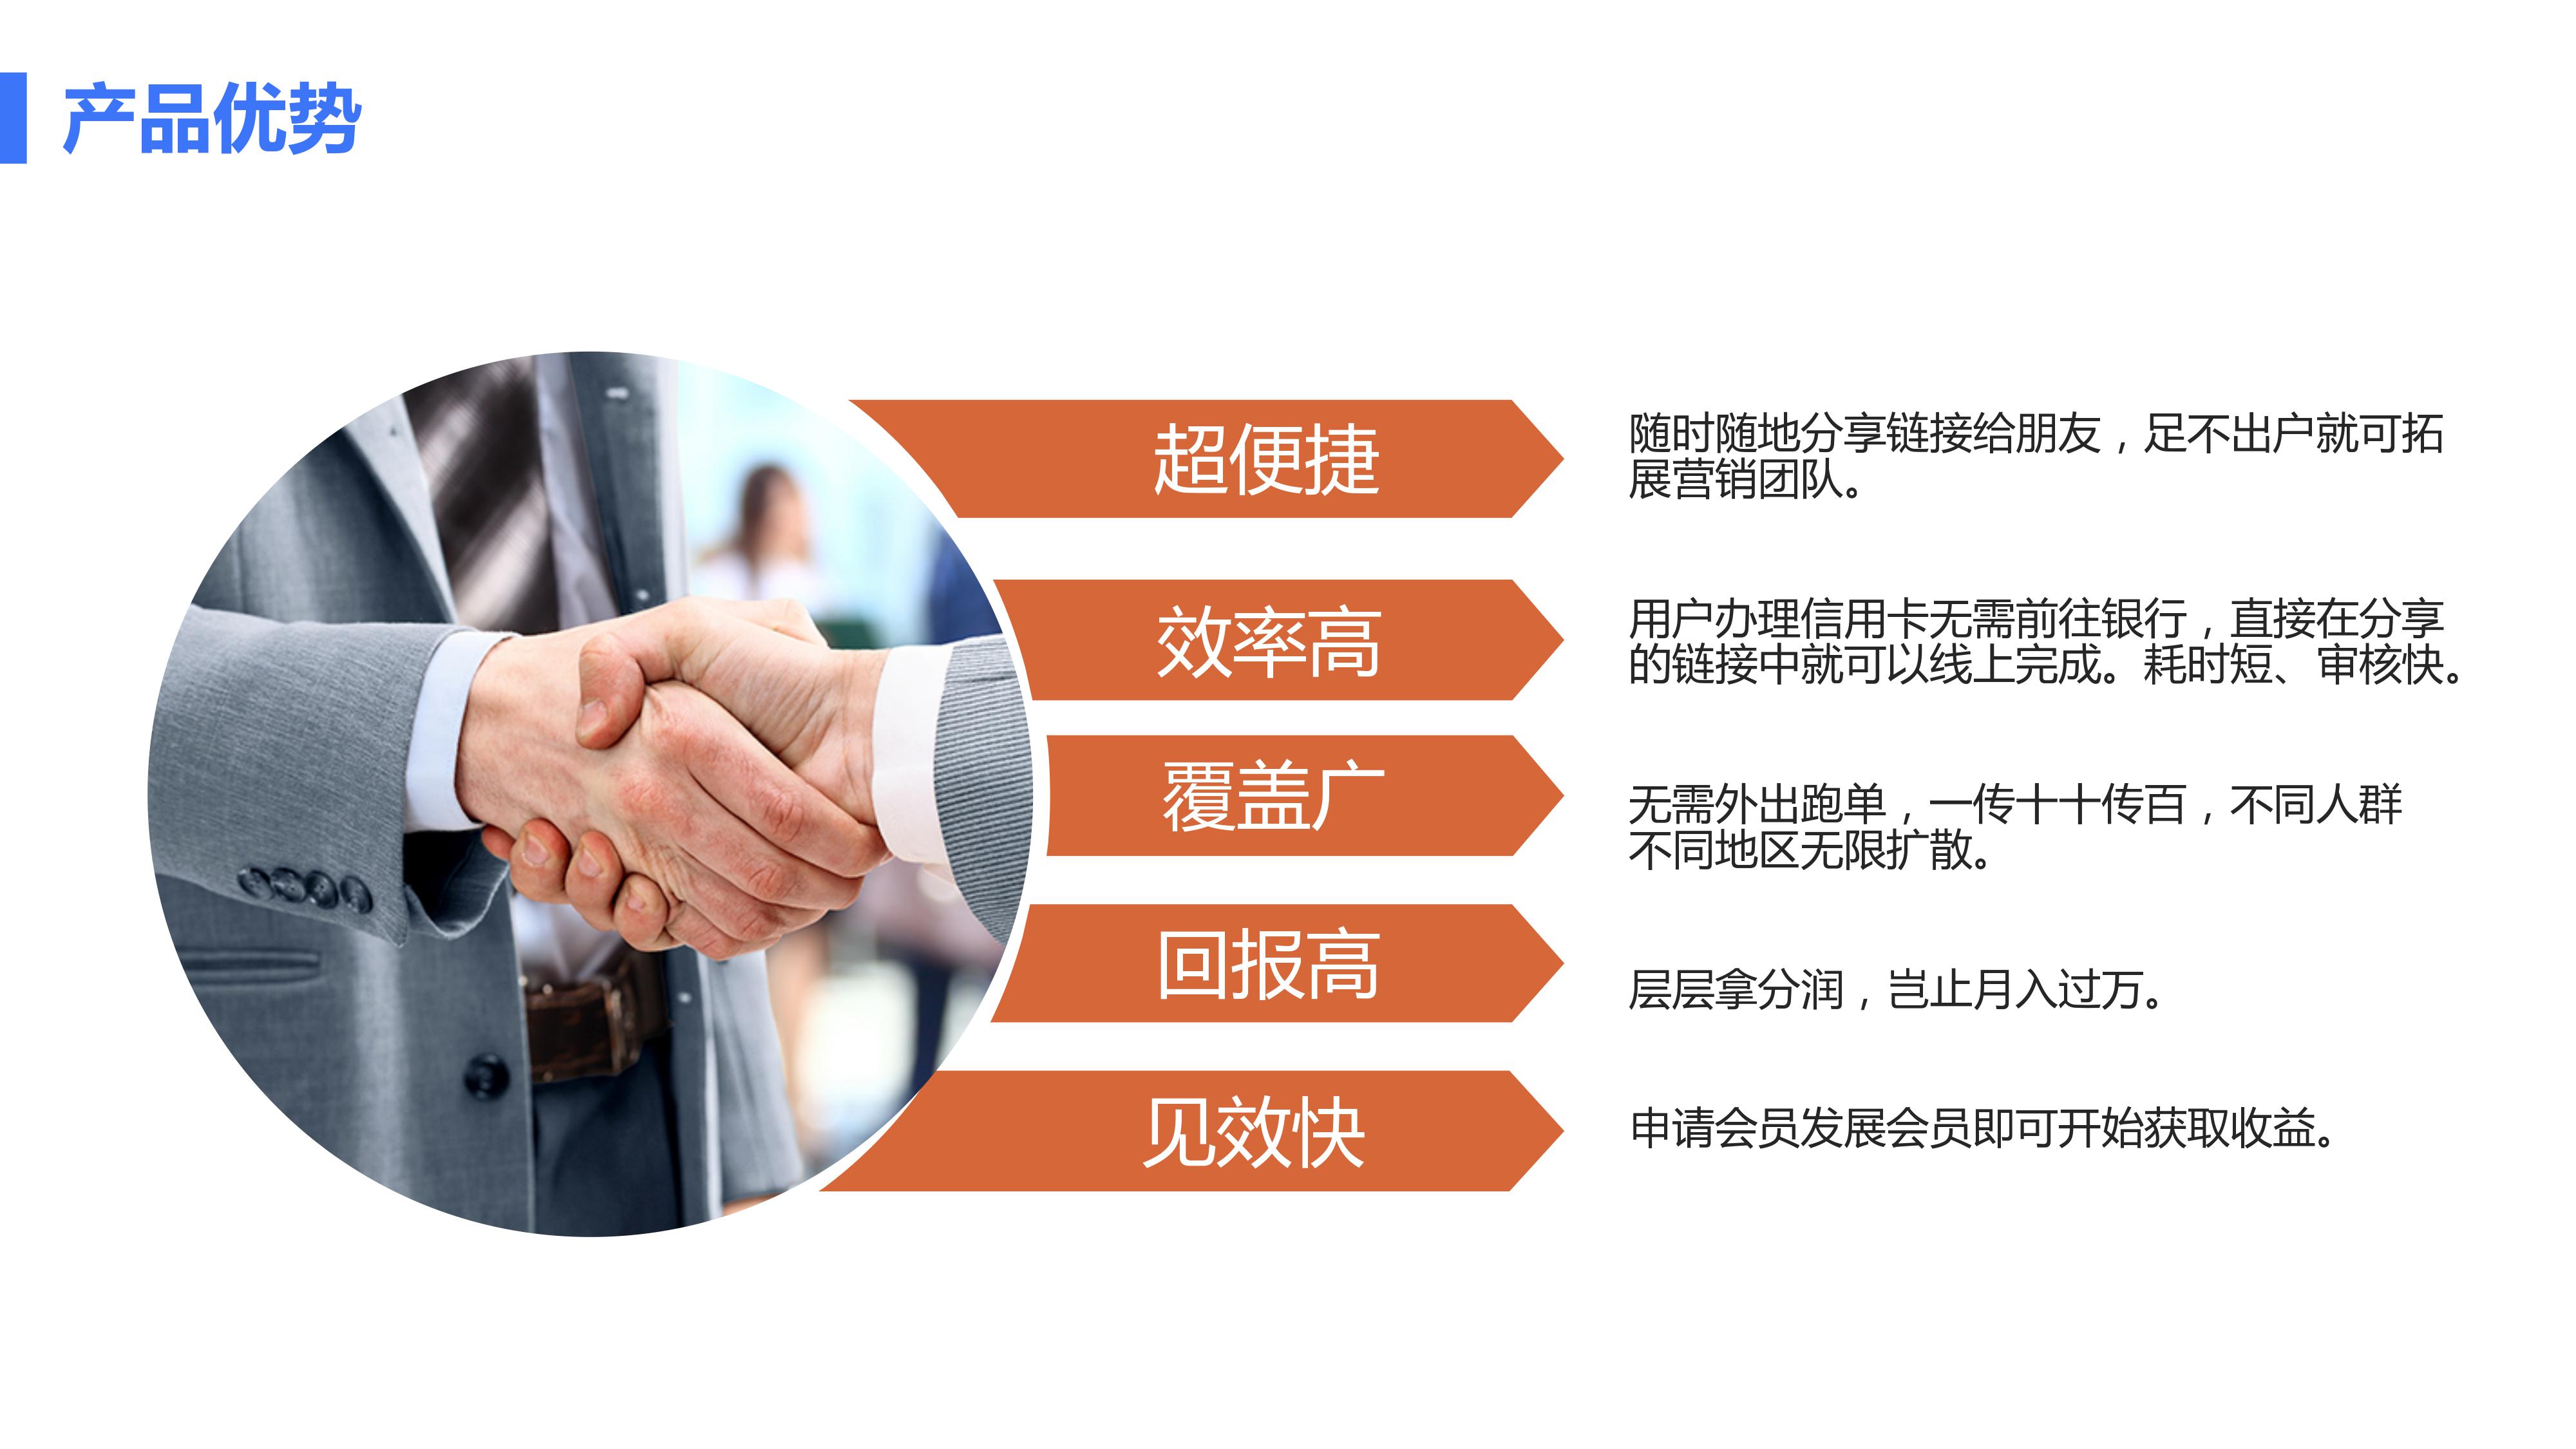 产品优势
超便捷
随时随地分享链接给朋友，足不出户就可拓
展营销团队。
效率高
用户办理信用卡无需前往银行，直接在分享
的链接中就可以线上完成。耗时短、审核快。
覆盖广
无需外出跑单，一传十十传百，不同人群
不同地区无限扩散。
回报高
层层拿分润，岂止月入过万。
见效快
申请会员发展会员即可开始获取收益。